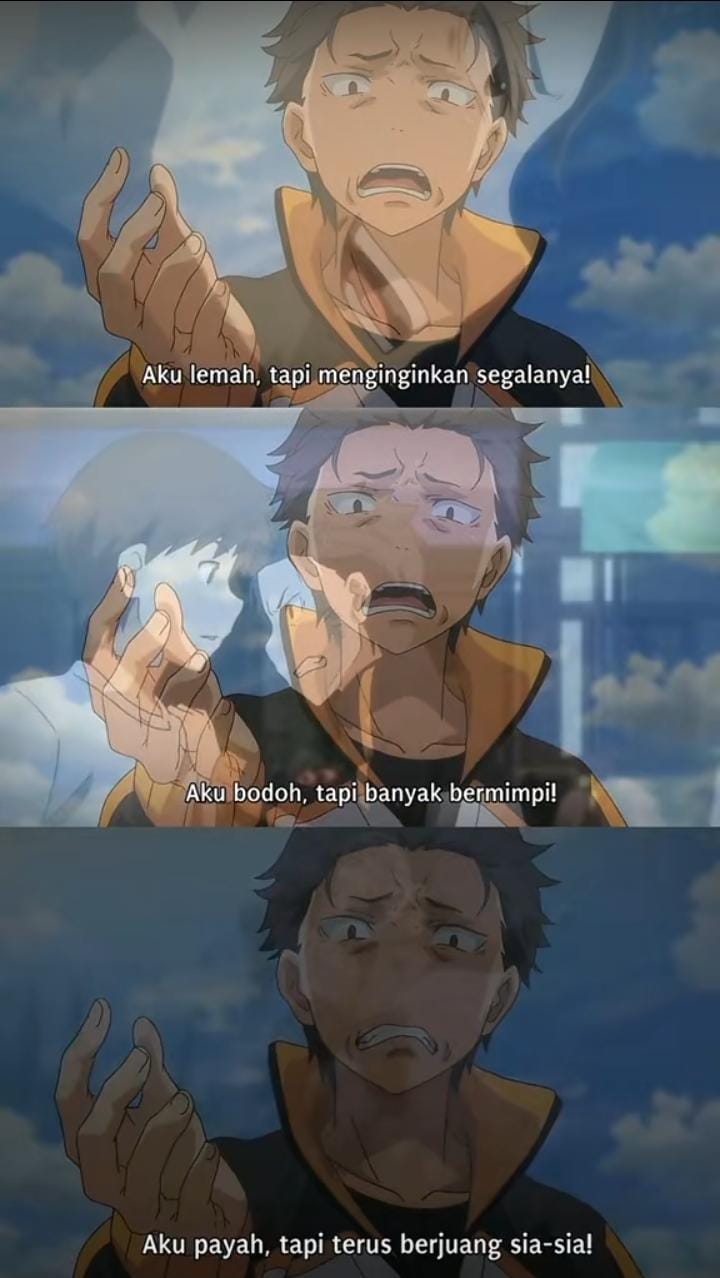 Aku lemah, tapi menginginkan segalanya!
Aku bodoh, tapi banyak bermimpi!
Aku payah, tapi terus berjuang sia-sia!